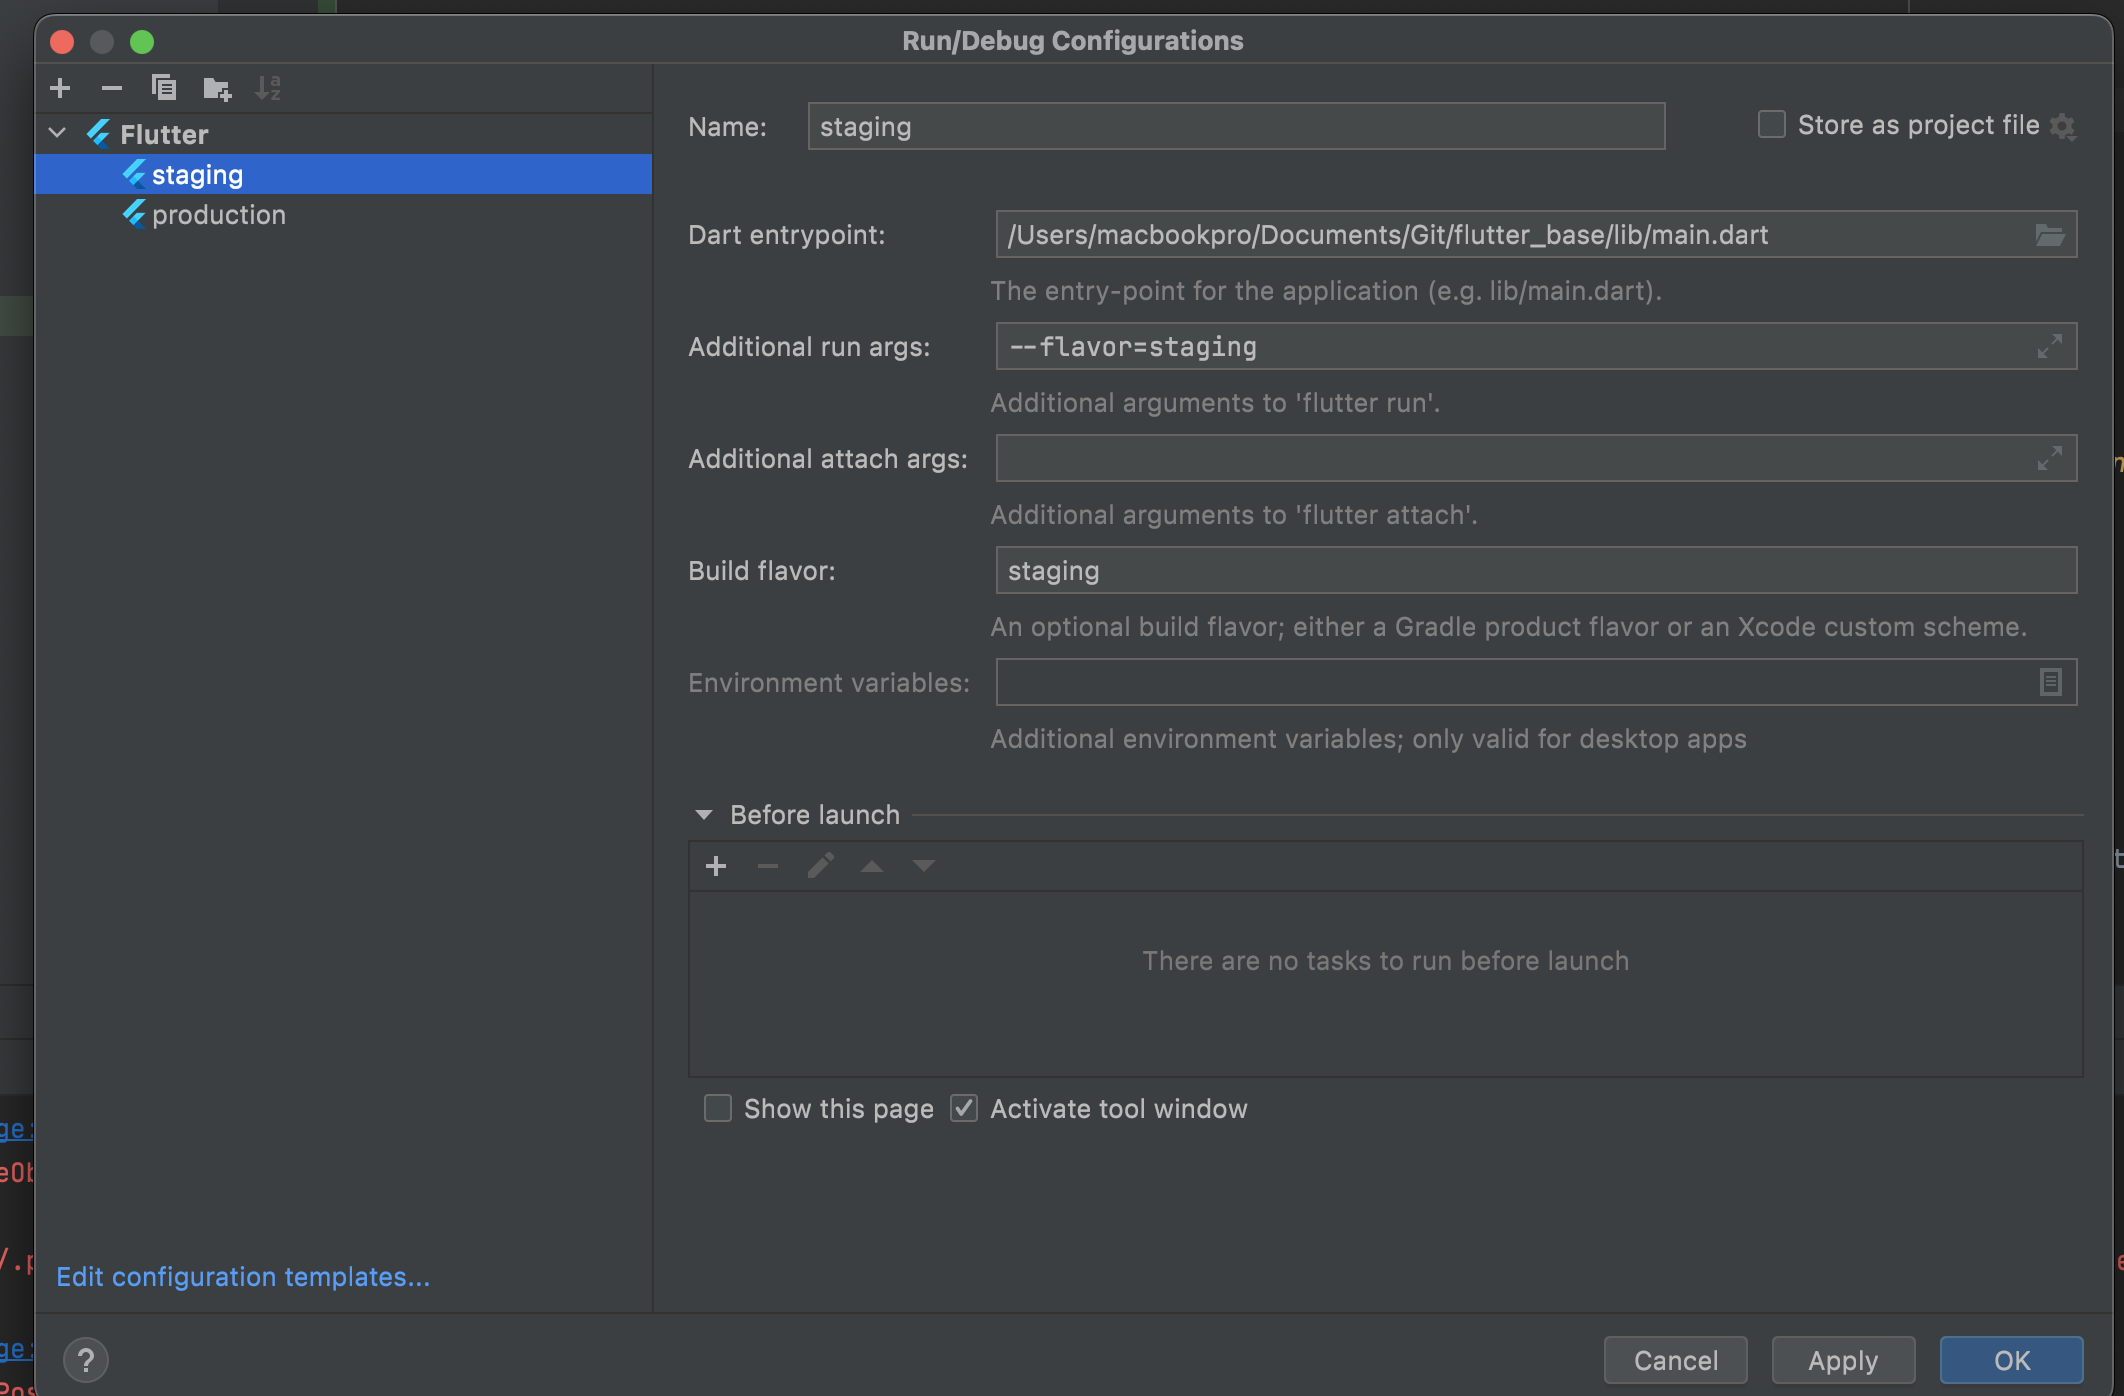 Run/Debug Configurations
Flutter
staging
production
Name: staging
Store as project file
Dart entrypoint: /Users/macbookpro/Documents/Git/flutter_base/lib/main.dart
The entry-point for the application (e.g. lib/main.dart).
Additional run args: --flavor=staging
Additional arguments to 'flutter run'.
Additional attach args:
Additional arguments to 'flutter attach'.
Build flavor: staging
An optional build flavor; either a Gradle product flavor or an Xcode custom scheme.
Environment variables:
Additional environment variables; only valid for desktop apps
Before launch
There are no tasks to run before launch
Show this page
Activate tool window
Edit configuration templates...
?
Cancel
Apply
OK